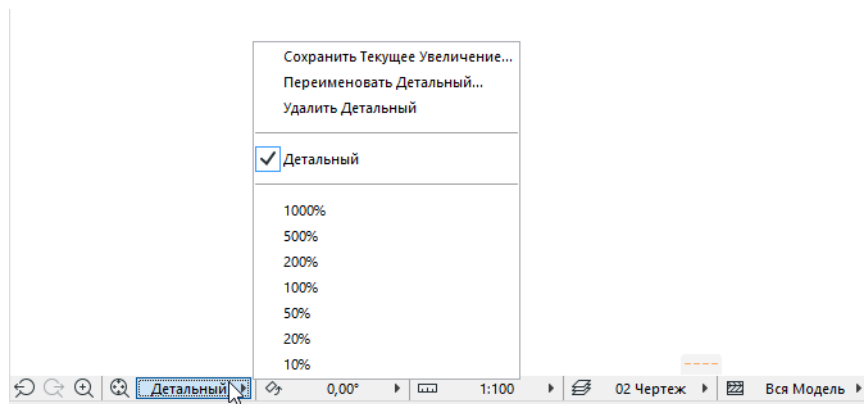 Сохранить Текущее Увеличение...
Переименовать Детальный...
Удалить Детальный
Детальный
1000%
500%
200%
100%
50%
20%
10%
Детальный 0,00° 1:100 02 Чертеж Вся Модель